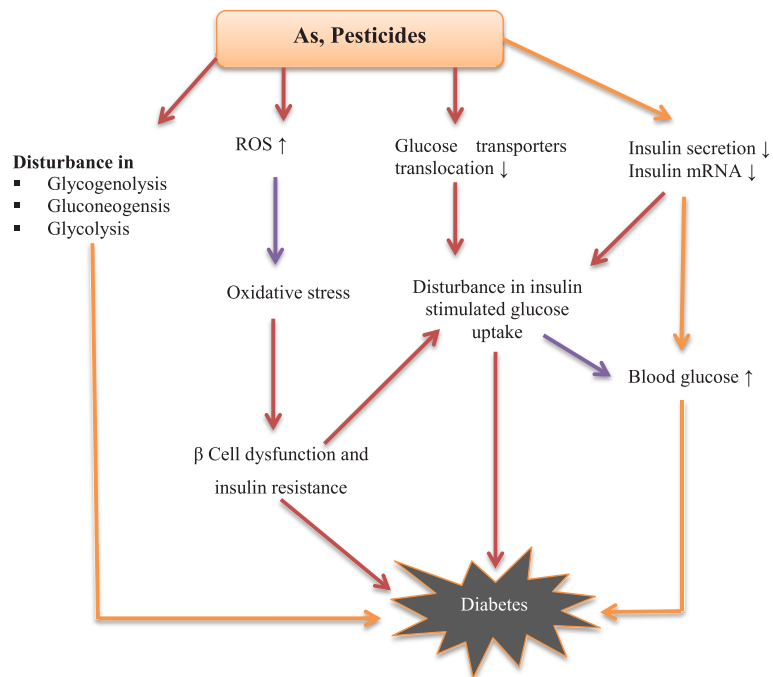 As, Pesticides
Disturbance in
▪ Glycogenolysis
▪ Gluconeogensis
▪ Glycolysis
ROS ↑
Oxidative stress
β Cell dysfunction and
insulin resistance
Glucose transporters
translocation ↓
Disturbance in insulin
stimulated glucose
uptake
Insulin secretion ↓
Insulin mRNA ↓
Blood glucose ↑
Diabetes